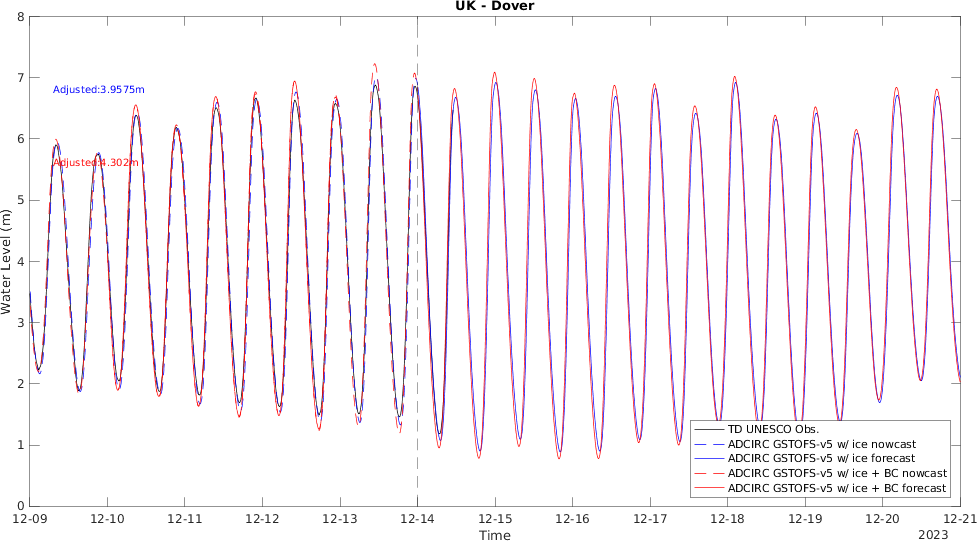 UK - Dover
8
7
6
5
4
3
2
1
0
Water Level (m)
Adjusted:3.9575m
Adjusted:4.302m
TD UNESCO Obs.
ADCIRC GSTOFS-v5 w/ ice nowcast
ADCIRC GSTOFS-v5 w/ ice forecast
ADCIRC GSTOFS-v5 w/ ice + BC nowcast
ADCIRC GSTOFS-v5 w/ ice + BC forecast
12-09 12-10 12-11 12-12 12-13 12-14 12-15 12-16 12-17 12-18 12-19 12-20 12-21
Time
2023